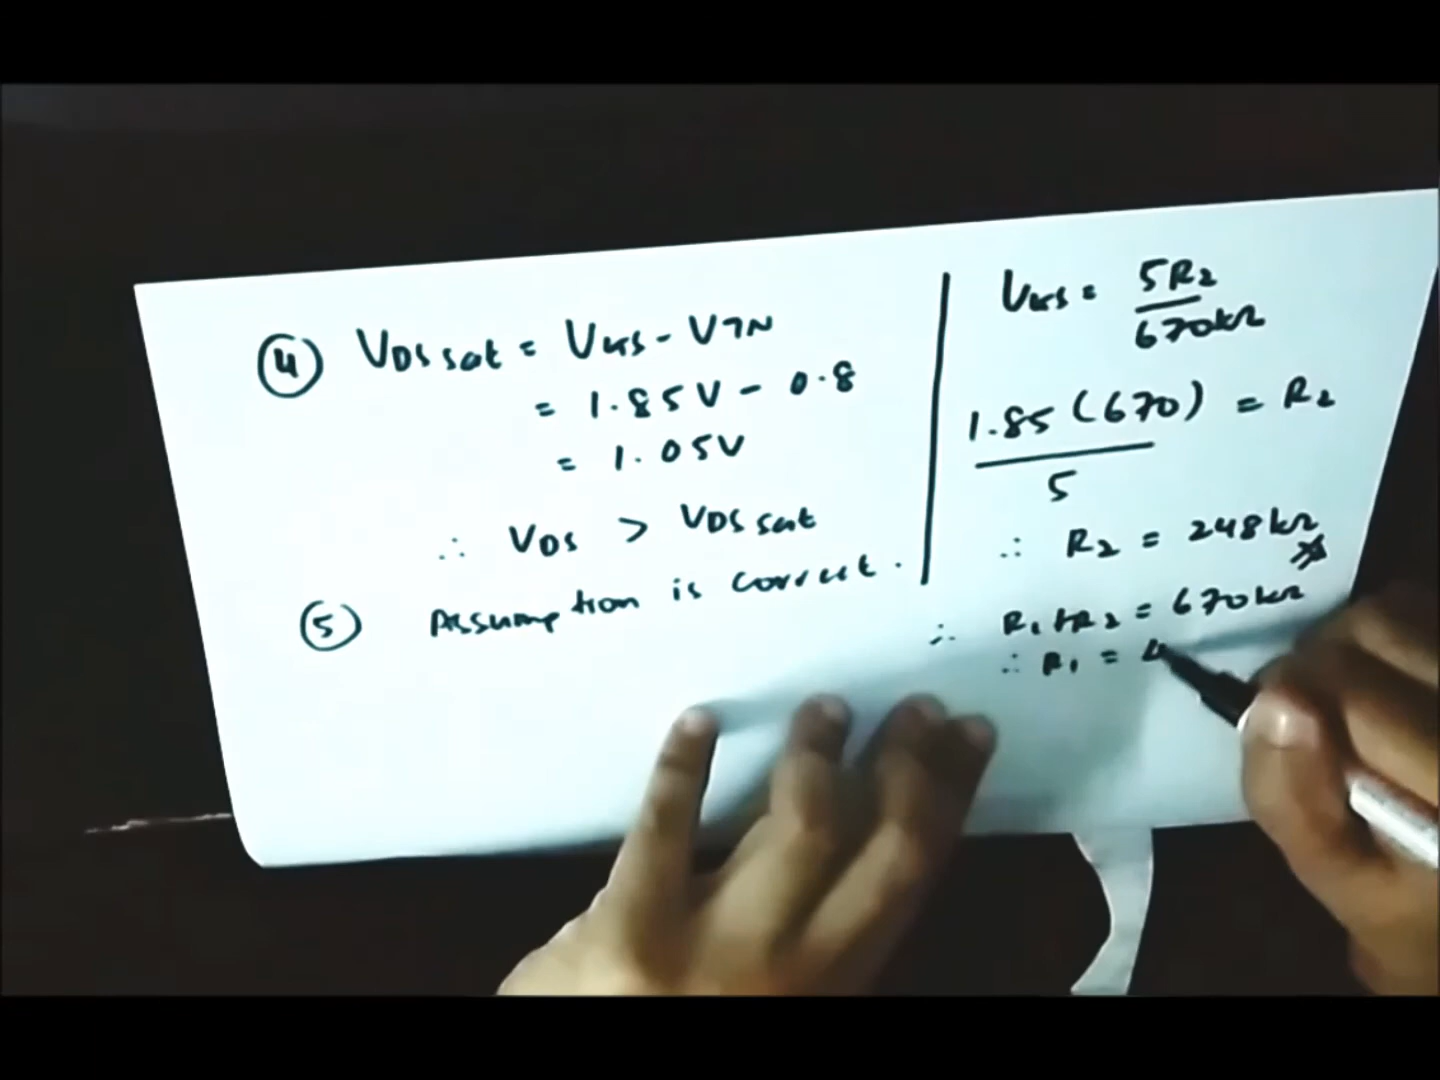 ④ VDS sat = VGS - VTN
= 1.85V - 0.8
= 1.05V
∴ VDS > VDS sat
⑤ Assumption is correct.
VGS = 5R2 / 670kΩ
1.85 (670) / 5 = R2
∴ R2 = 248kΩ
∴ R1 + R2 = 670kΩ
∴ R1 = 4